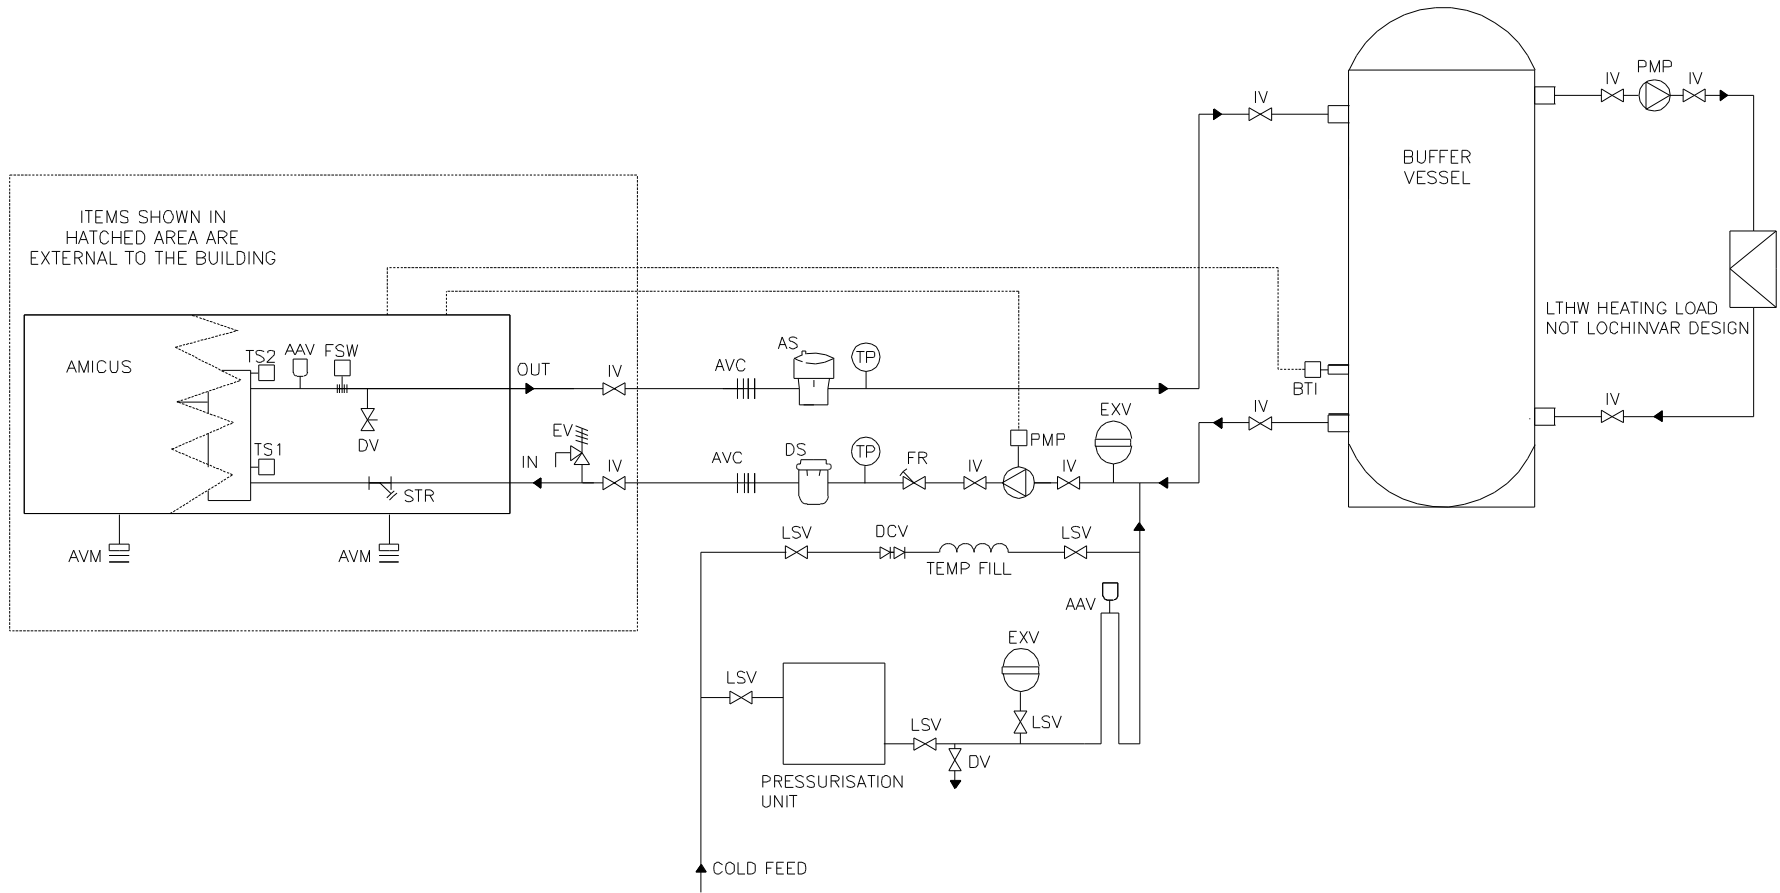 PMP
IV
IV
IV
BUFFER
VESSEL
ITEMS SHOWN IN
HATCHED AREA ARE
EXTERNAL TO THE BUILDING
LTHW HEATING LOAD
NOT LOCHINVAR DESIGN
AMICUS
TS2
AAV
FSW
OUT
IV
AVC
AS
TP
BTI
DV
EV
EXV
IV
IV
TS1
IN
IV
AVC
DS
TP
FR
IV
PMP
IV
STR
AVM
AVM
LSV
DCV
LSV
TEMP FILL
AAV
EXV
LSV
LSV
LSV
DV
PRESSURISATION
UNIT
COLD FEED